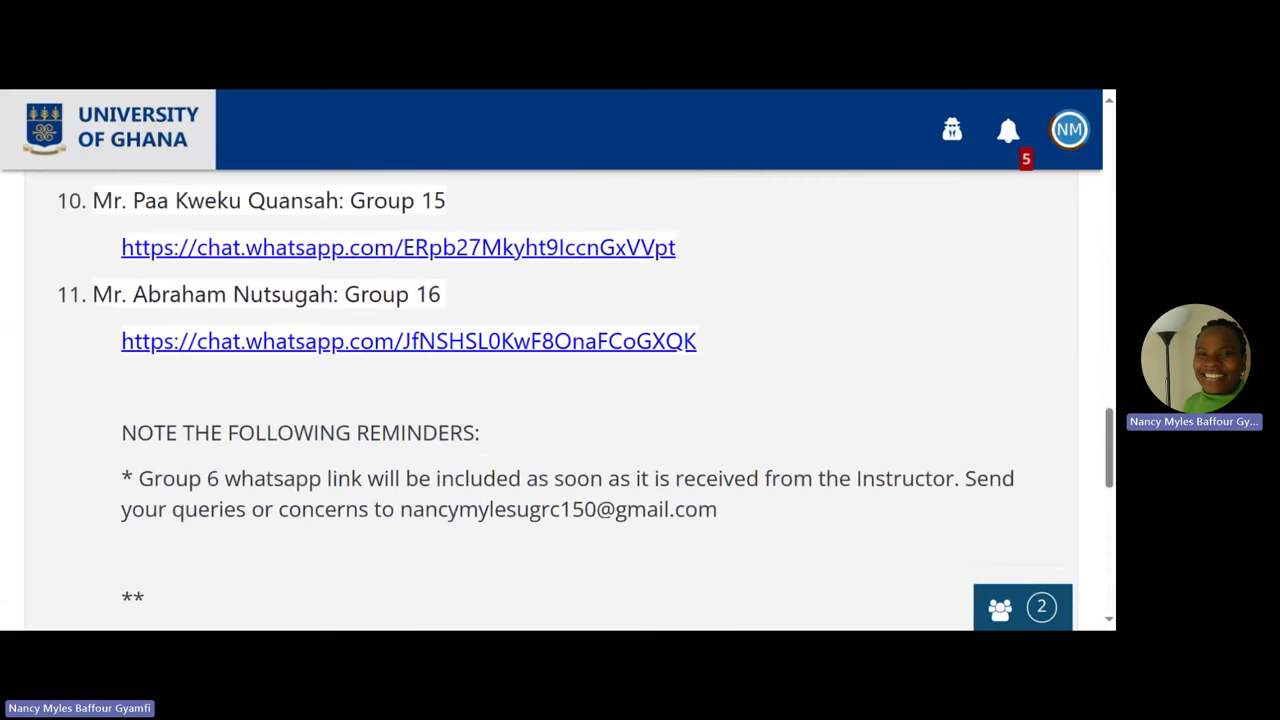 UNIVERSITY
OF GHANA
NM
5
10. Mr. Paa Kweku Quansah: Group 15
https://chat.whatsapp.com/ERpb27Mkyht9IccnGxVVpt
11. Mr. Abraham Nutsugah: Group 16
https://chat.whatsapp.com/JfNSHSL0KwF8OnaFCoGXQK
NOTE THE FOLLOWING REMINDERS:
* Group 6 whatsapp link will be included as soon as it is received from the Instructor. Send
your queries or concerns to nancymylesugrc150@gmail.com
**
2
Nancy Myles Baffour Gy...
Nancy Myles Baffour Gyamfi